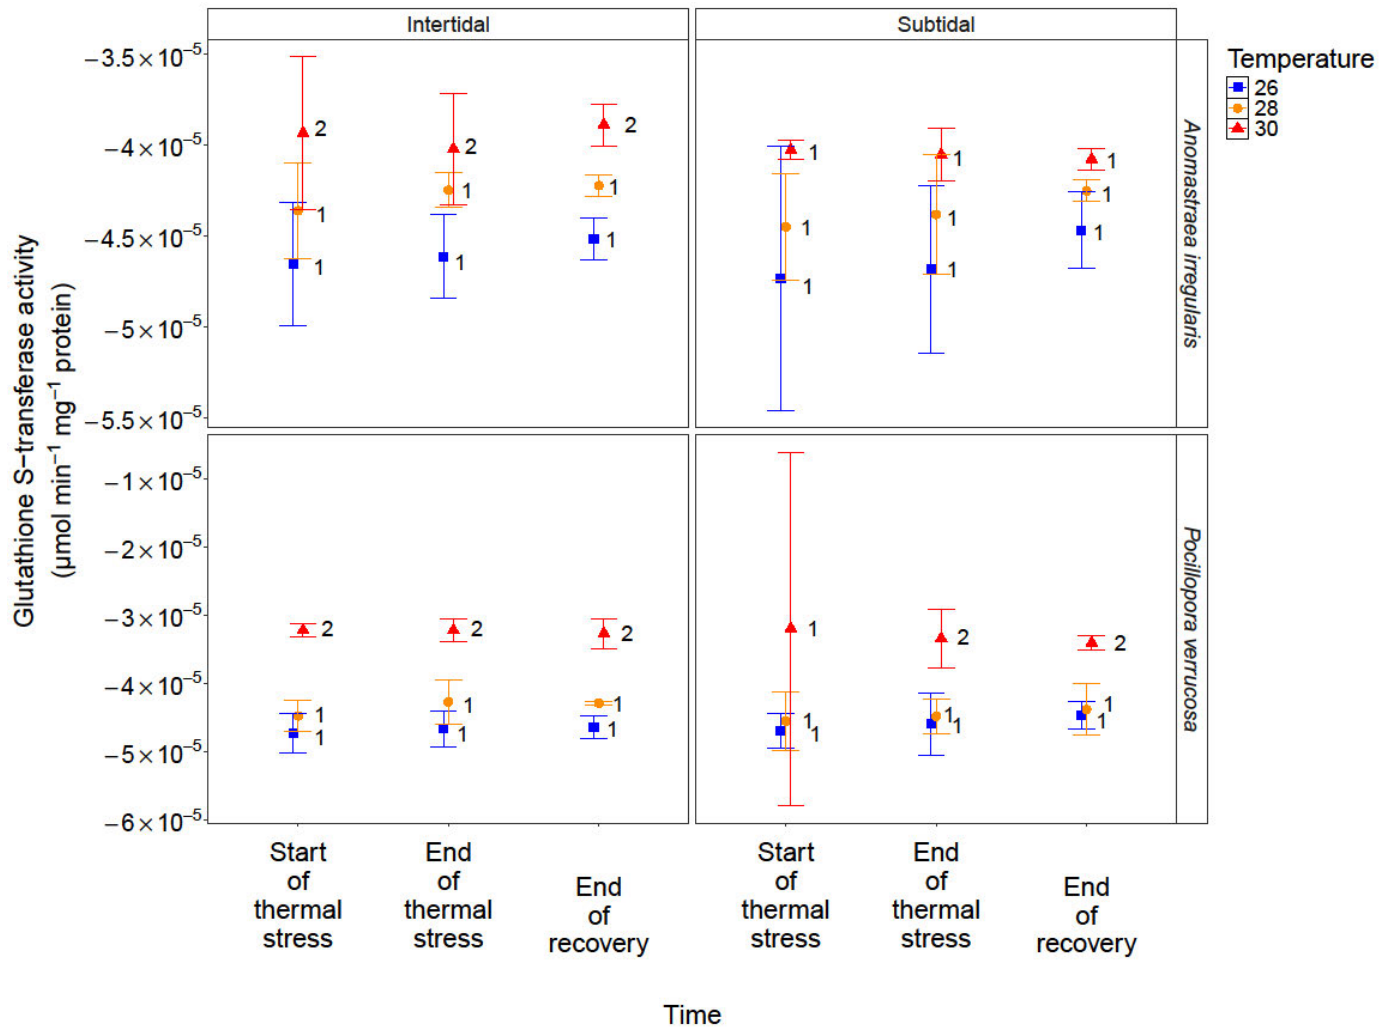 Intertidal
Subtidal
Temperature
26
28
30
Glutathione S−transferase activity
(µmol min⁻¹ mg⁻¹ protein)
−3.5×10⁻⁵
−4×10⁻⁵
−4.5×10⁻⁵
−5×10⁻⁵
−5.5×10⁻⁵
2 2 2
1 1 1
1 1 1
1 1 1
1 1 1
1 1 1
Anomastraea irregularis
−1×10⁻⁵
−2×10⁻⁵
−3×10⁻⁵
−4×10⁻⁵
−5×10⁻⁵
−6×10⁻⁵
2 2 2
1 1 1
1 1 1
1 2 2
1 1 1
1 1 1
Pocillopora verrucosa
Start
of
thermal
stress
End
of
thermal
stress
End
of
recovery
Start
of
thermal
stress
End
of
thermal
stress
End
of
recovery
Time